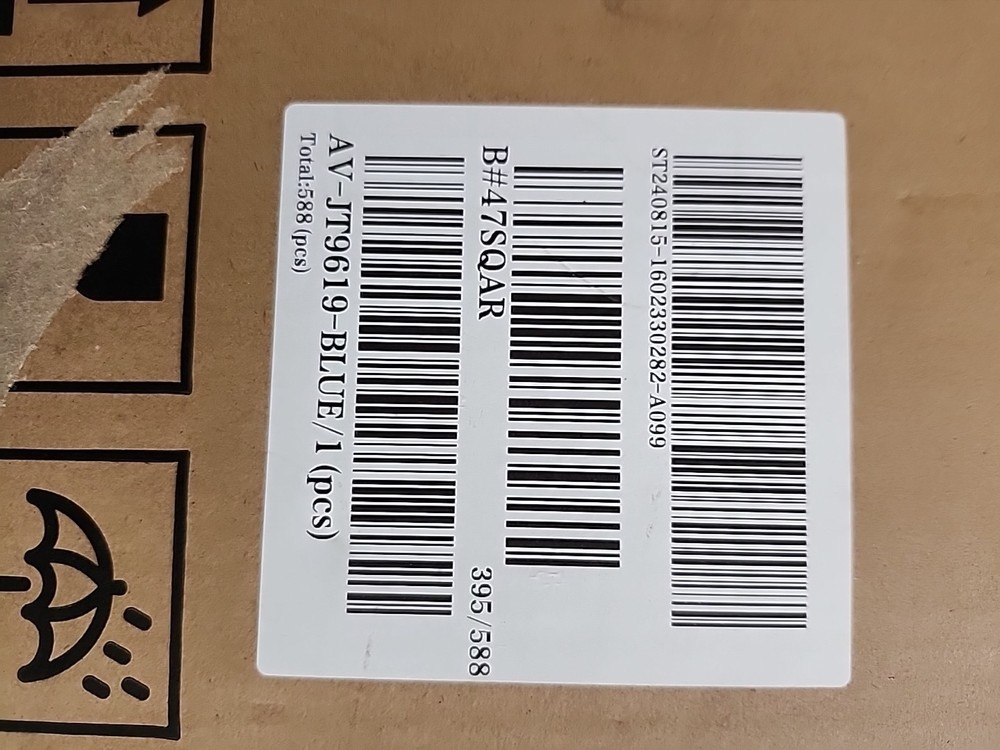 ST240815-1602330282-A099
B#47SQAR
395/588
AV-JT9619-BLUE/1 (pcs)
Total:588 (pcs)